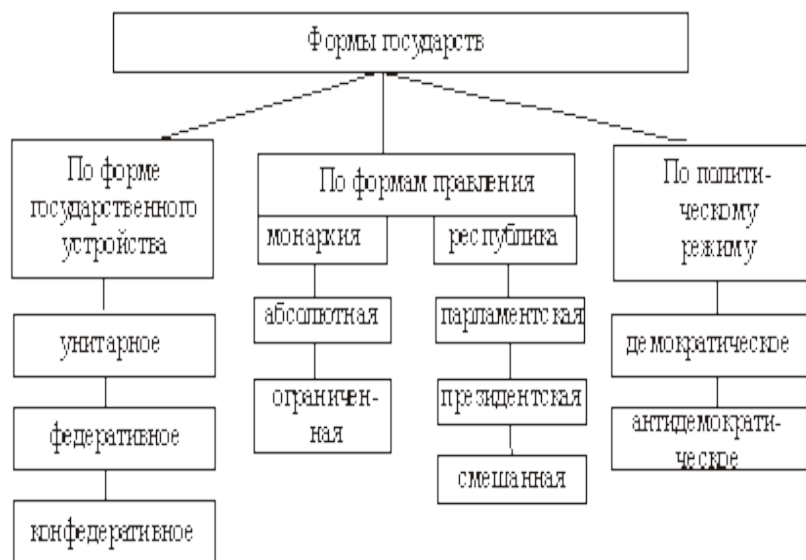 Формы государств
По форме
государственного
устройства
унитарное
федеративное
конфедеративное
По формам правления
монархия
абсолютная
ограничен-
ная
республика
парламентская
президентская
смешанная
По полити-
ческому
режиму
демократическое
антидемократи-
ческое